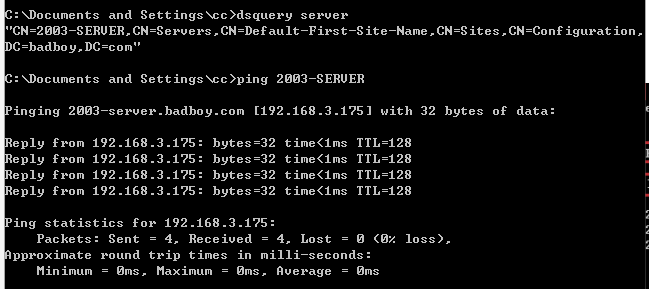 C:\Documents and Settings\cc>dsquery server
"CN=2003-SERVER,CN=Servers,CN=Default-First-Site-Name,CN=Sites,CN=Configuration,
DC=badboy,DC=com"
C:\Documents and Settings\cc>ping 2003-SERVER
Pinging 2003-server.badboy.com [192.168.3.175] with 32 bytes of data:
Reply from 192.168.3.175: bytes=32 time<1ms TTL=128
Reply from 192.168.3.175: bytes=32 time<1ms TTL=128
Reply from 192.168.3.175: bytes=32 time<1ms TTL=128
Reply from 192.168.3.175: bytes=32 time<1ms TTL=128
Ping statistics for 192.168.3.175:
Packets: Sent = 4, Received = 4, Lost = 0 (0% loss),
Approximate round trip times in milli-seconds:
Minimum = 0ms, Maximum = 0ms, Average = 0ms